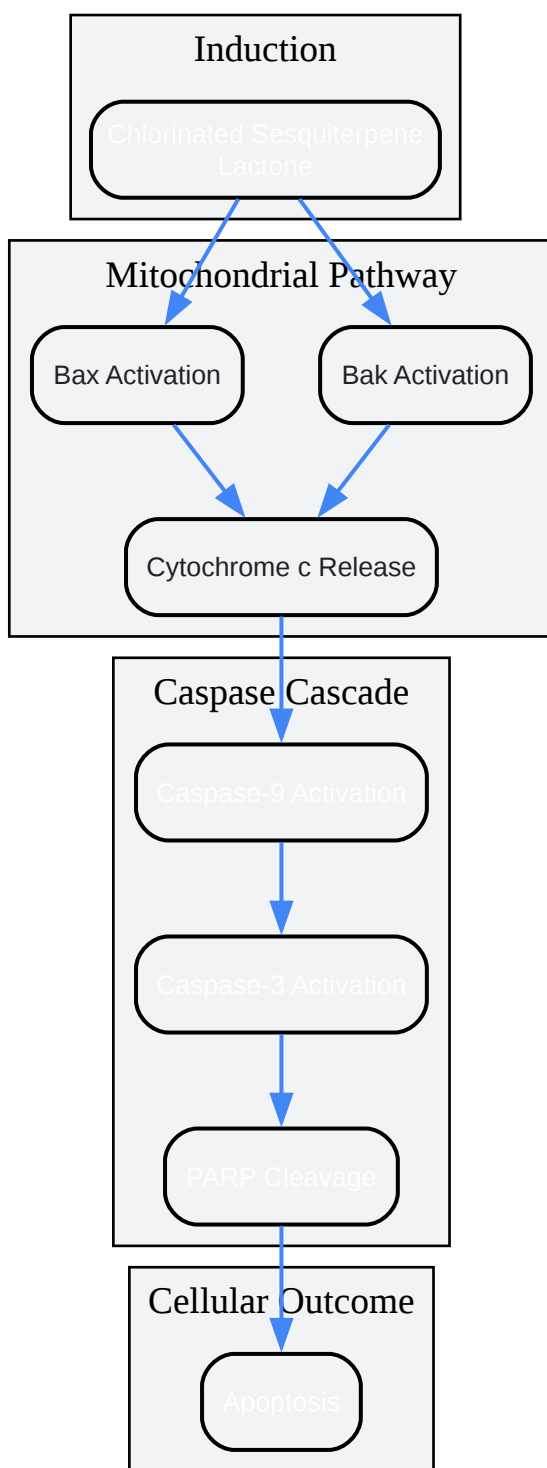 Induction
Chlorinated Sesquiterpene
Lactone
Mitochondrial Pathway
Bax Activation
Bak Activation
Cytochrome c Release
Caspase Cascade
Caspase-9 Activation
Caspase-3 Activation
PARP Cleavage
Cellular Outcome
Apoptosis